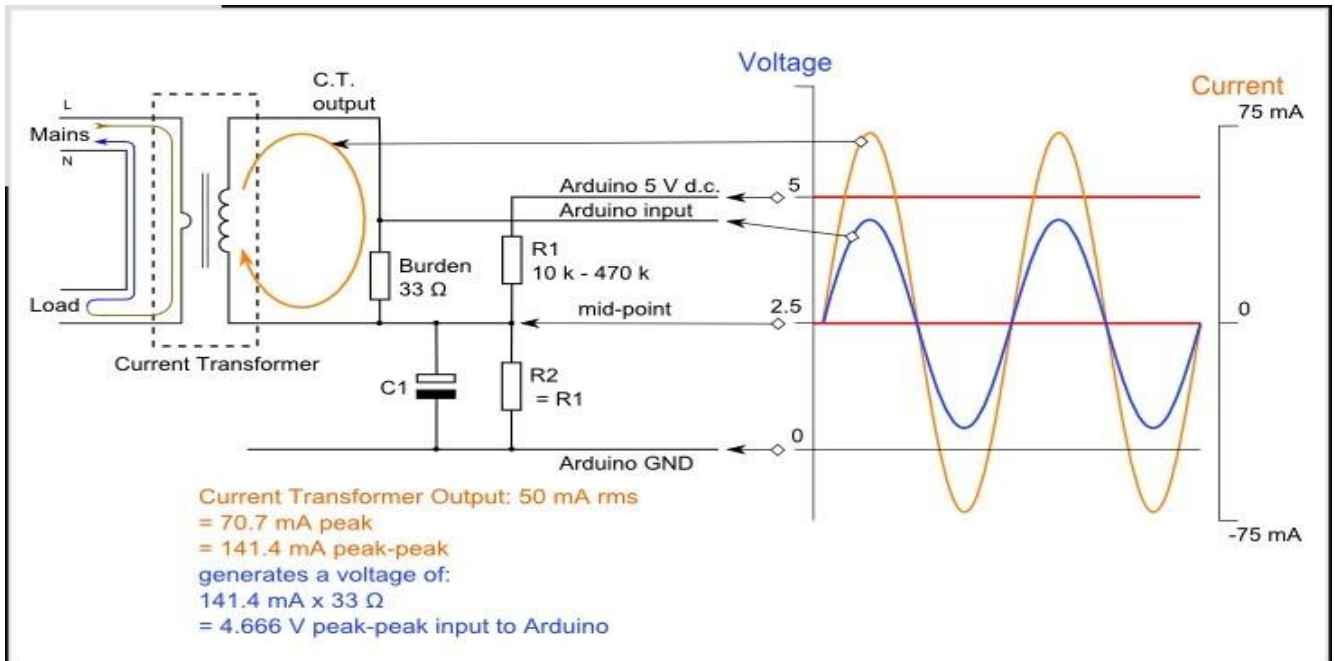 Voltage
Current
C.T.
output
75 mA
L
Mains
N
Arduino 5 V d.c.
5
Arduino input
Burden
33 Ω
R1
10 k - 470 k
Load
mid-point
2.5
0
Current Transformer
C1
R2
= R1
0
Arduino GND
-75 mA
Current Transformer Output: 50 mA rms
= 70.7 mA peak
= 141.4 mA peak-peak
generates a voltage of:
141.4 mA x 33 Ω
= 4.666 V peak-peak input to Arduino